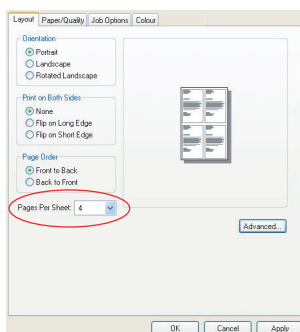 Layout Paper/Quality Job Options Colour
Orientation
Portrait
Landscape
Rotated Landscape
Print on Both Sides
None
Flip on Long Edge
Flip on Short Edge
Page Order
Front to Back
Back to Front
Pages Per Sheet: 4
Advanced...
OK Cancel Apply